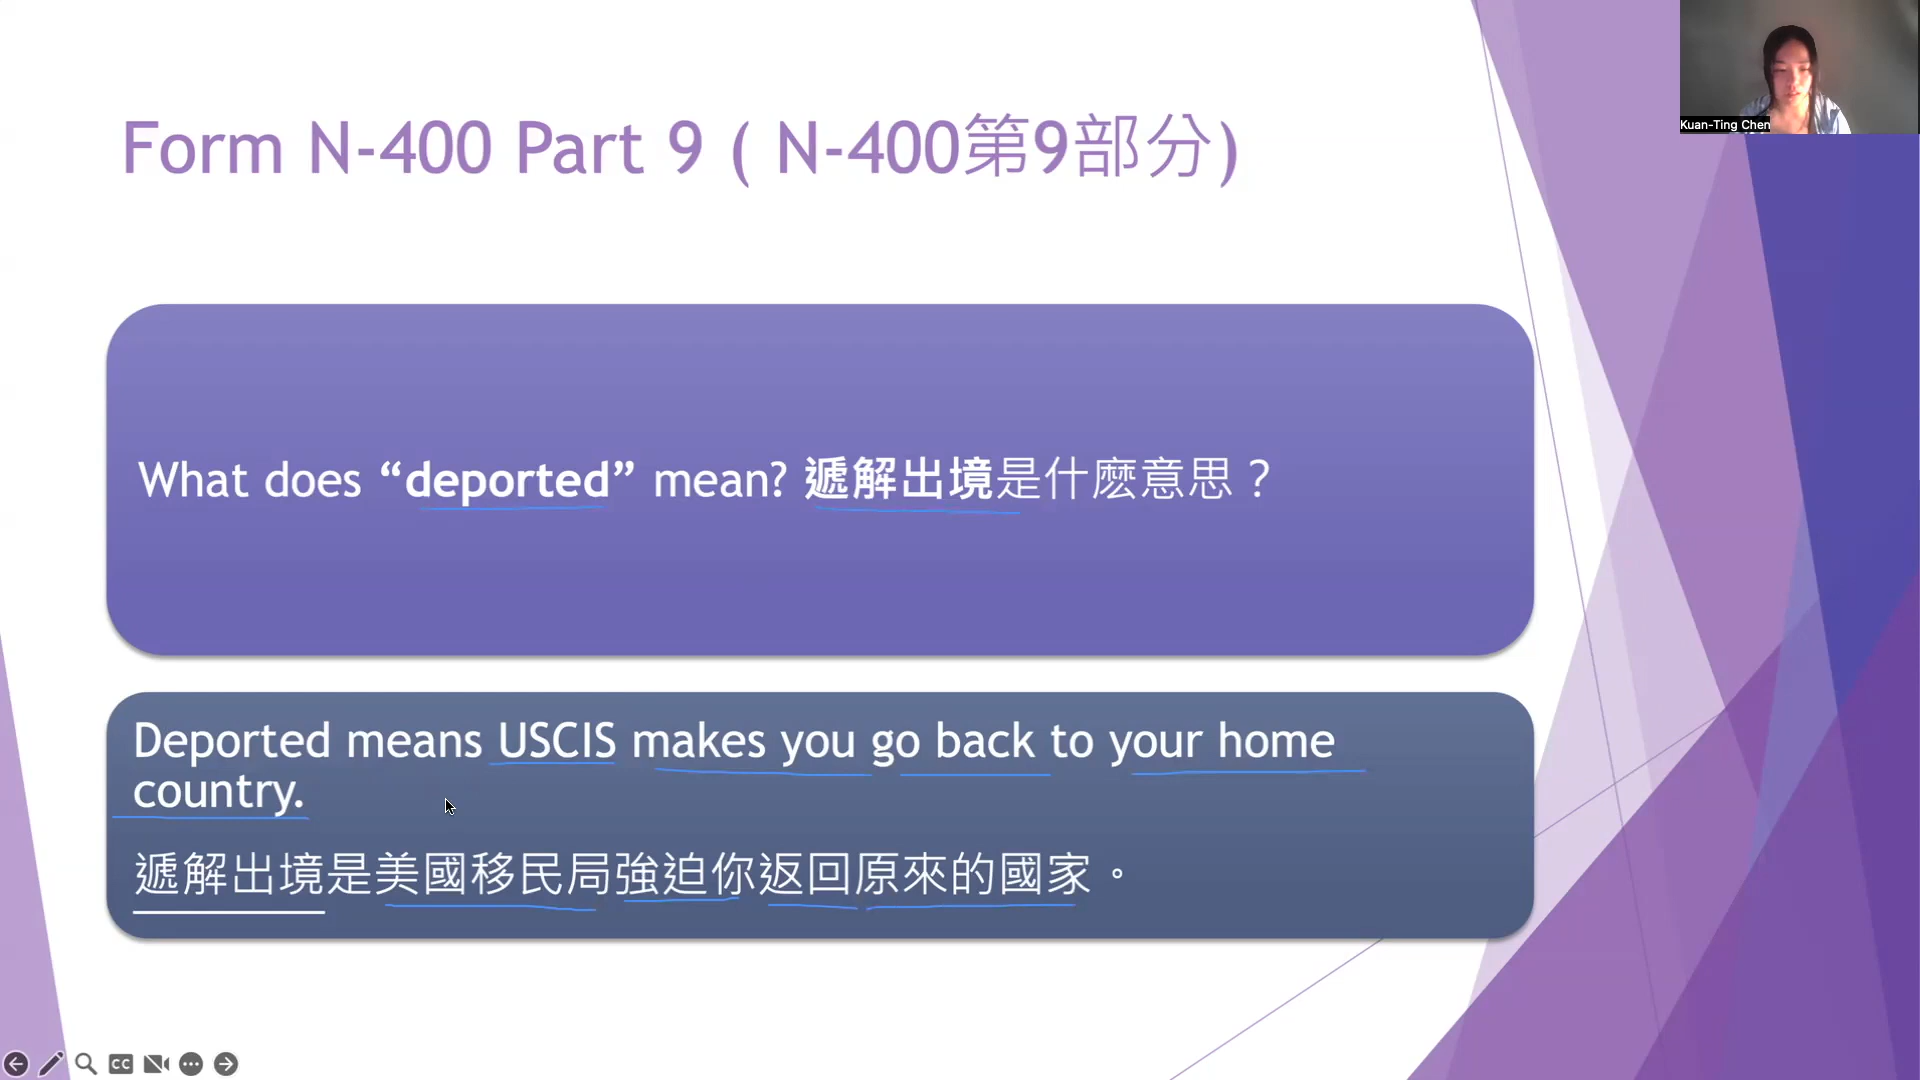 Form N-400 Part 9 ( N-400第9部分)
Kuan-Ting Chen
What does “deported” mean? 遞解出境是什麽意思？
Deported means USCIS makes you go back to your home
country.
遞解出境是美國移民局強迫你返回原來的國家。
CC